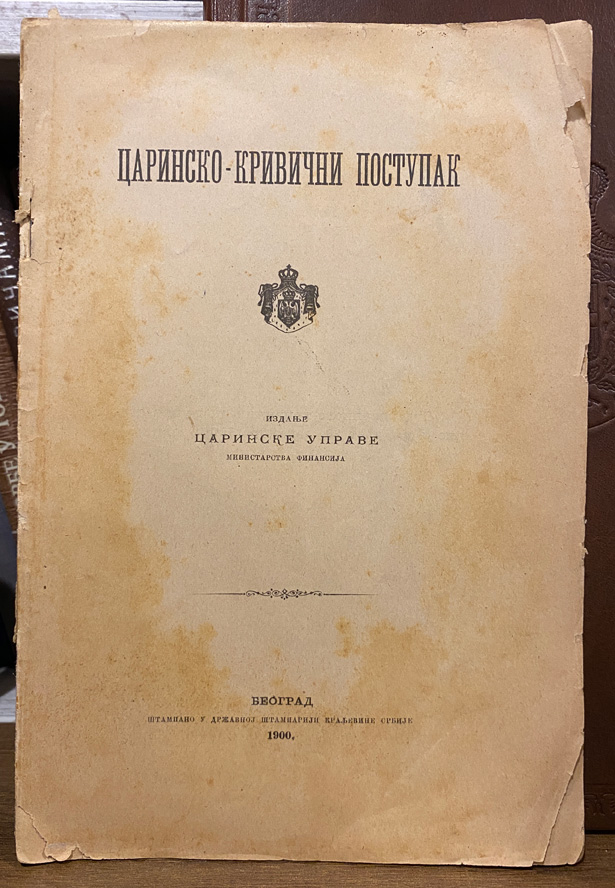 ЦАРИНСКО-КРИВИЧНИ ПОСТУПАК
ИЗДАЊЕ
ЦАРИНСКЕ УПРАВЕ
МИНИСТАРСТВА ФИНАНСИЈА
БЕОГРАД
ШТАМПАНО У ДРЖАВНОЈ ШТАМПАРИЈИ КРАЉЕВИНЕ СРБИЈЕ
1900.